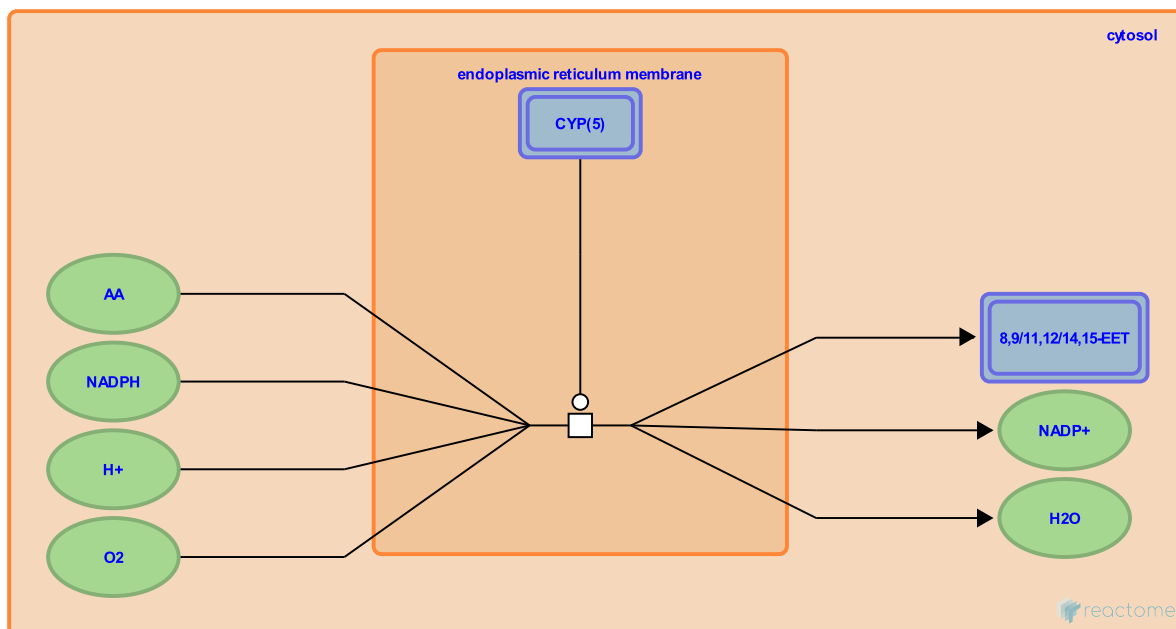 cytosol
endoplasmic reticulum membrane
CYP(5)
AA
NADPH
H+
O2
8,9/11,12/14,15-EET
NADP+
H2O
reactome